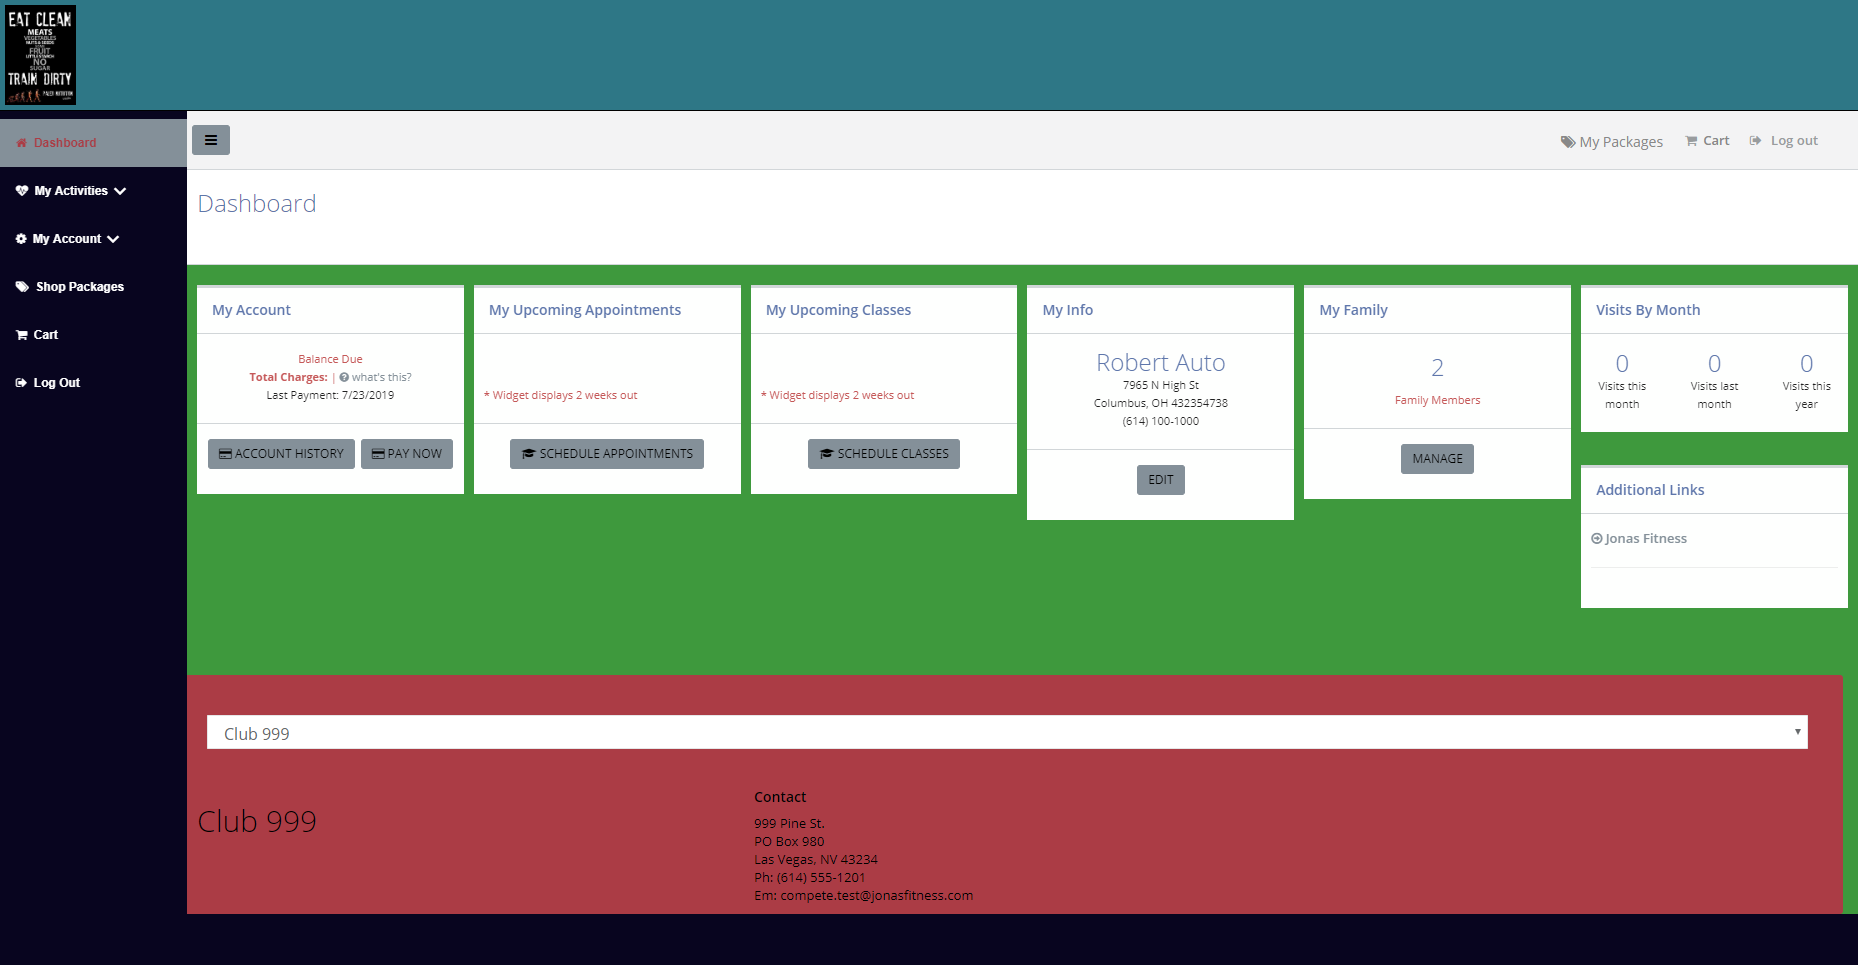 EAT CLEAN
MEATS
VEGETABLES
NUTS & SEEDS
FRUIT
LITTLE STARCH
NO
SUGAR
TRAIN DIRTY
Dashboard
My Activities
My Account
Shop Packages
Cart
Log Out
My Packages
Cart
Log out
Dashboard
My Account
Balance Due
Total Charges: | what's this?
Last Payment: 7/23/2019
ACCOUNT HISTORY
PAY NOW
My Upcoming Appointments
* Widget displays 2 weeks out
SCHEDULE APPOINTMENTS
My Upcoming Classes
* Widget displays 2 weeks out
SCHEDULE CLASSES
My Info
Robert Auto
7965 N High St
Columbus, OH 432354738
(614) 100-1000
EDIT
My Family
2
Family Members
MANAGE
Visits By Month
0
Visits this
month
0
Visits last
month
0
Visits this
year
Additional Links
Jonas Fitness
Club 999
Club 999
Contact
999 Pine St.
PO Box 980
Las Vegas, NV 43234
Ph: (614) 555-1201
Em: compete.test@jonasfitness.com